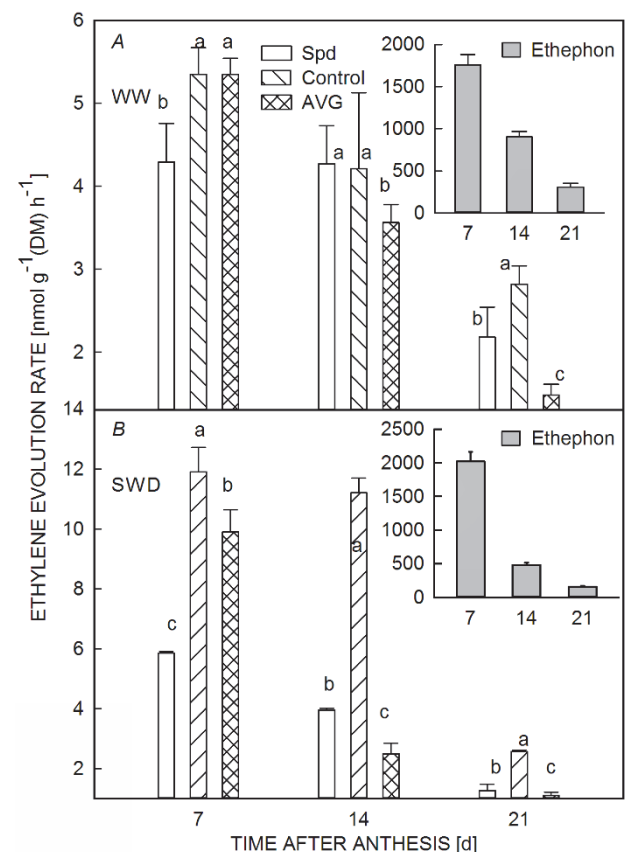 6
A
a
a
Spd
Control
AVG
2000
1500
1000
500
0
Ethephon
7
14
21
WW
b
5
a
a
b
4
3
a
b
c
2
14
B
a
SWD
b
12
a
10
8
c
6
b
c
4
a
b
c
2
2500
2000
1500
1000
500
0
Ethephon
7
14
21
7
14
21
TIME AFTER ANTHESIS [d]
ETHYLENE EVOLUTION RATE [nmol g⁻¹(DM) h⁻¹]